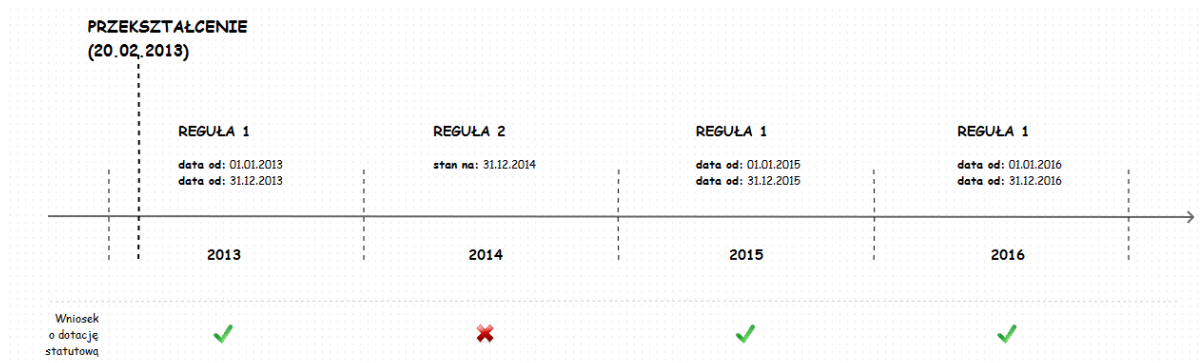 PRZEKSZTAŁCENIE
(20.02.2013)
REGUŁA 1
data od: 01.01.2013
data od: 31.12.2013
REGUŁA 2
stan na: 31.12.2014
REGUŁA 1
data od: 01.01.2015
data od: 31.12.2015
REGUŁA 1
data od: 01.01.2016
data od: 31.12.2016
2013
2014
2015
2016
Wniosek
o dotację
statutową